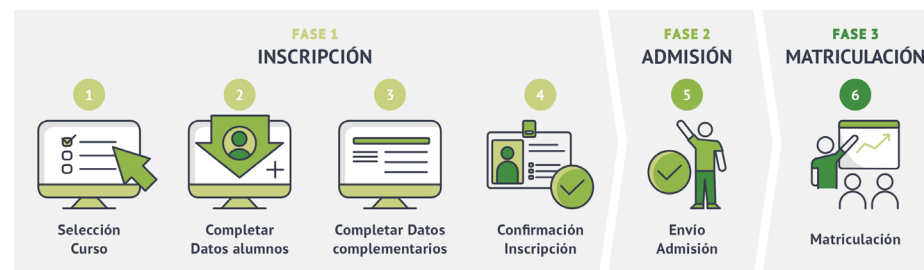 FASE 1
INSCRIPCIÓN
1
2
3
4
Selección
Curso
Completar
Datos alumnos
Completar Datos
complementarios
Confirmación
Inscripción
FASE 2
ADMISIÓN
5
Envío
Admisión
FASE 3
MATRICULACIÓN
6
Matriculación